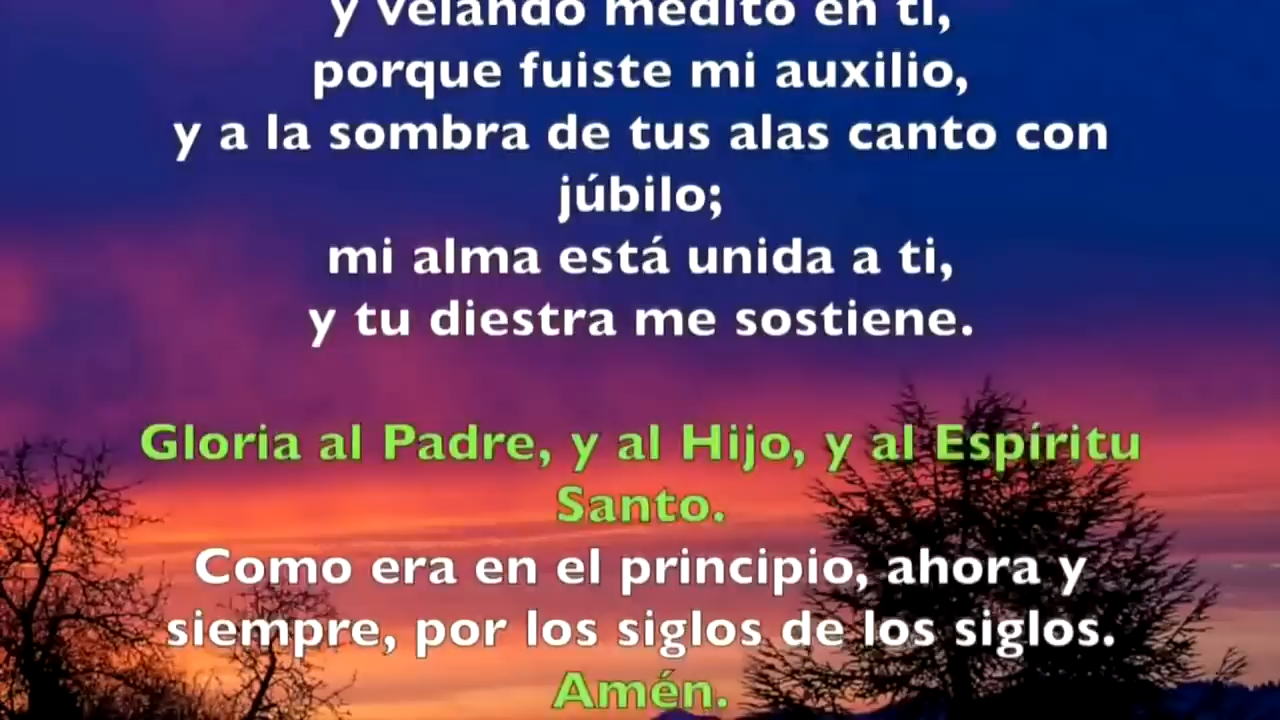 y velando medito en ti,
porque fuiste mi auxilio,
y a la sombra de tus alas canto con
júbilo;
mi alma está unida a ti,
y tu diestra me sostiene.
Gloria al Padre, y al Hijo, y al Espíritu
Santo.
Como era en el principio, ahora y
siempre, por los siglos de los siglos.
Amén.